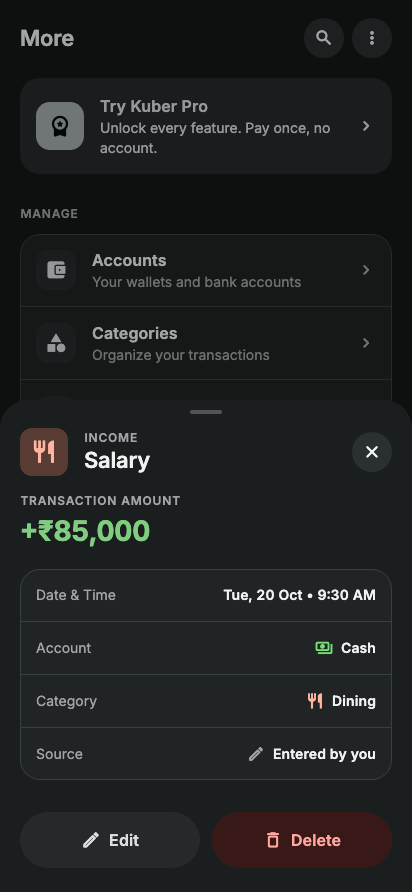 More
Try Kuber Pro
Unlock every feature. Pay once, no
account.
MANAGE
Accounts
Your wallets and bank accounts
Categories
Organize your transactions
INCOME
Salary
TRANSACTION AMOUNT
+₹85,000
Date & Time
Tue, 20 Oct • 9:30 AM
Account
Cash
Category
Dining
Source
Entered by you
Edit
Delete